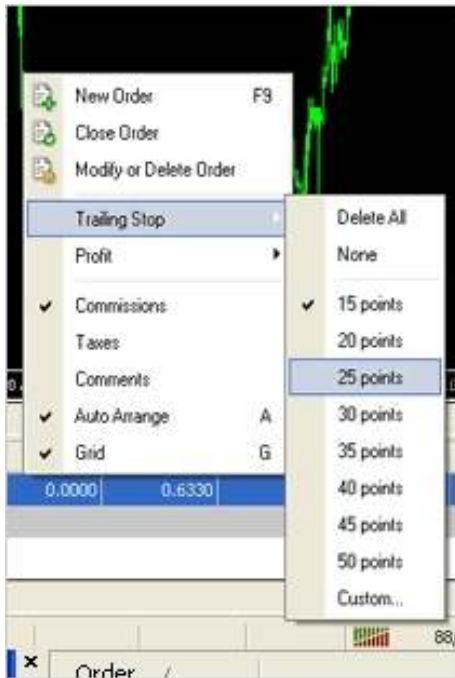 New Order F9
Close Order
Modify or Delete Order
Trailing Stop
Profit
Commissions
Taxes
Comments
Auto Arrange A
Grid G
Delete All
None
15 points
20 points
25 points
30 points
35 points
40 points
45 points
50 points
Custom...
0.0000 0.6330
88,
Order /